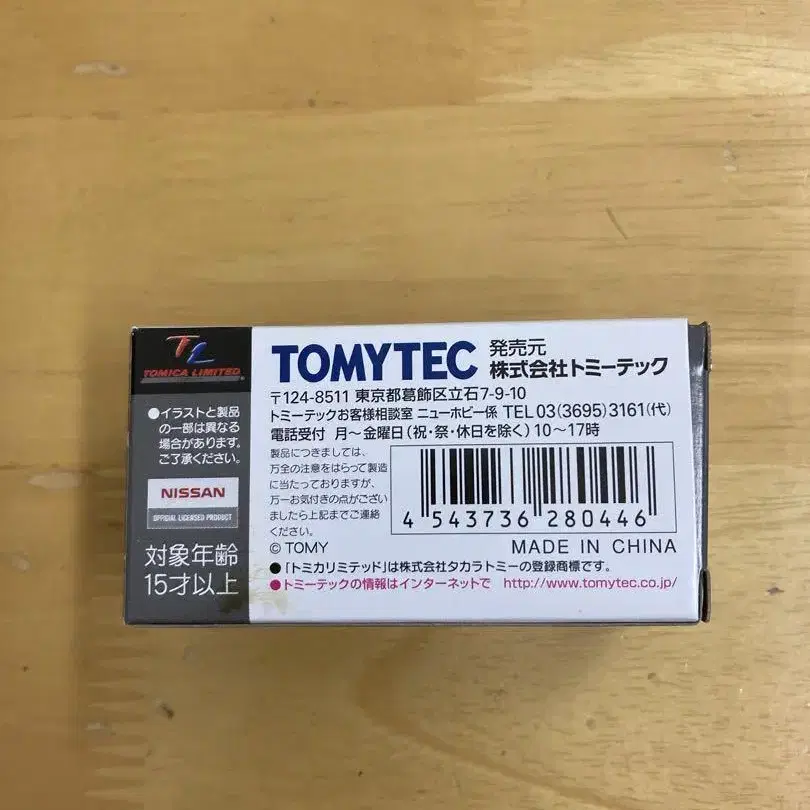 TL
TOMICA LIMITED®
●イラストと製品
の一部は異なる
場合があります。
ご了承ください。
NISSAN
OFFICIAL LICENSED PRODUCT
対象年齢
15才以上
TOMYTEC 発売元
株式会社トミーテック
〒124-8511 東京都葛飾区立石7-9-10
トミーテックお客様相談室 ニューホビー係 TEL 03(3695)3161(代)
電話受付 月〜金曜日(祝・祭・休日を除く)10〜17時
製品につきましては、
万全の注意をはらって製造
に当たっておりますが、
万一お気付きの点がござい
ましたら上記までご連絡
ください。
4 543736 280446
© TOMY MADE IN CHINA
●「トミカリミテッド」は株式会社タカラトミーの登録商標です。
●トミーテックの情報はインターネットで http://www.tomytec.co.jp/